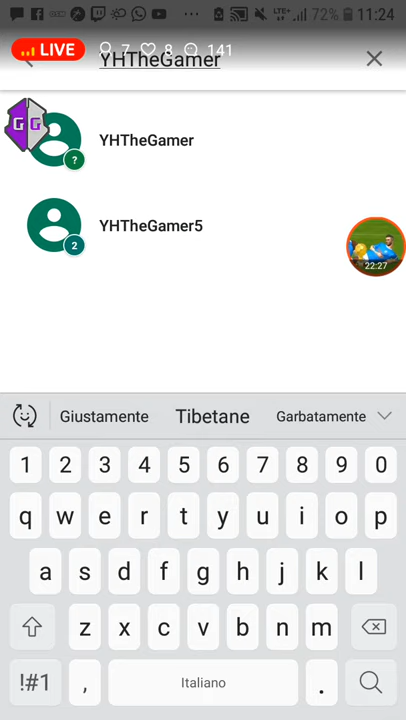 72% 11:24
LIVE 7 8 141
YHTheGamer
GG
YHTheGamer
?
YHTheGamer5
2
22:27
Giustamente Tibetane Garbatamente
1 2 3 4 5 6 7 8 9 0
q w e r t y u i o p
a s d f g h j k l
z x c v b n m
!#1 , Italiano .